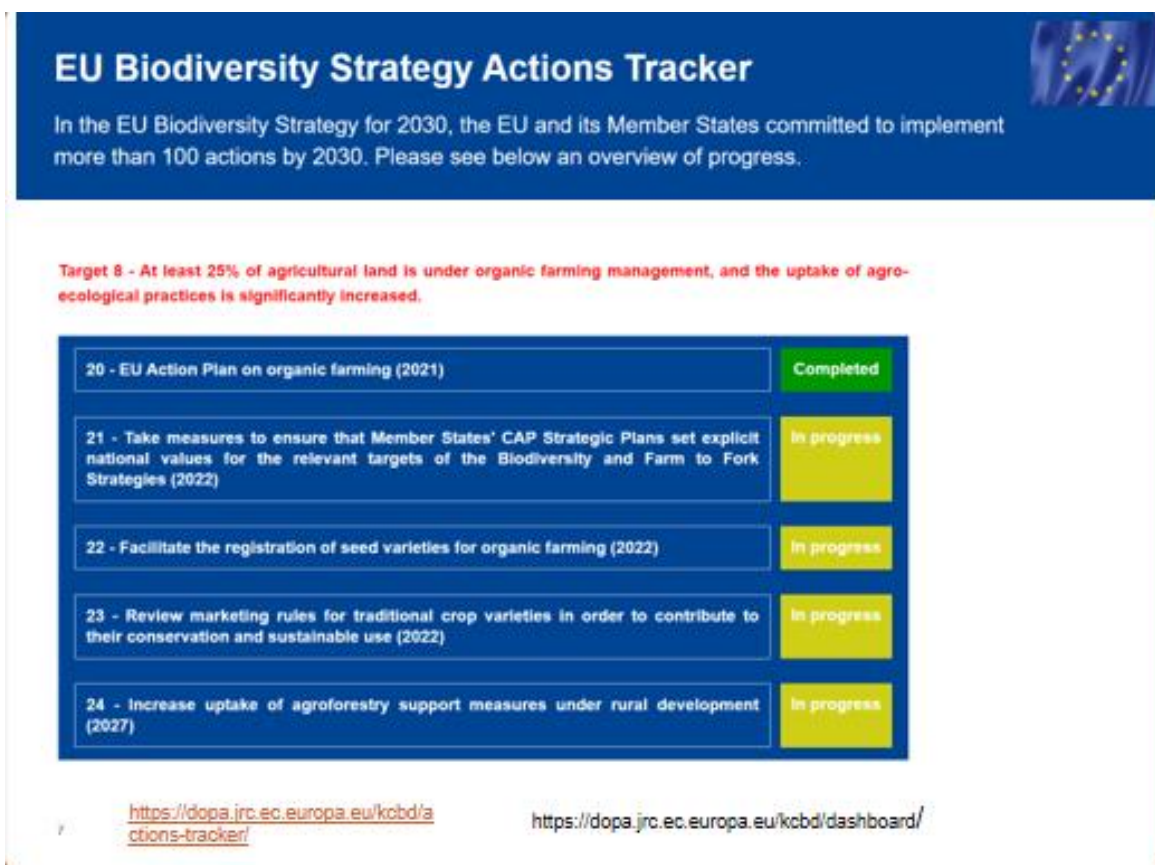 EU Biodiversity Strategy Actions Tracker
In the EU Biodiversity Strategy for 2030, the EU and its Member States committed to implement
more than 100 actions by 2030. Please see below an overview of progress.
Target 8 - At least 25% of agricultural land is under organic farming management, and the uptake of agro-
ecological practices is significantly increased.
20 - EU Action Plan on organic farming (2021)
Completed
21 - Take measures to ensure that Member States' CAP Strategic Plans set explicit
national values for the relevant targets of the Biodiversity and Farm to Fork
Strategies (2022)
In progress
22 - Facilitate the registration of seed varieties for organic farming (2022)
In progress
23 - Review marketing rules for traditional crop varieties in order to contribute to
their conservation and sustainable use (2022)
In progress
24 - Increase uptake of agroforestry support measures under rural development
(2027)
In progress
https://dopa.jrc.ec.europa.eu/kcbd/a
ctions-tracker/
https://dopa.jrc.ec.europa.eu/kcbd/dashboard/